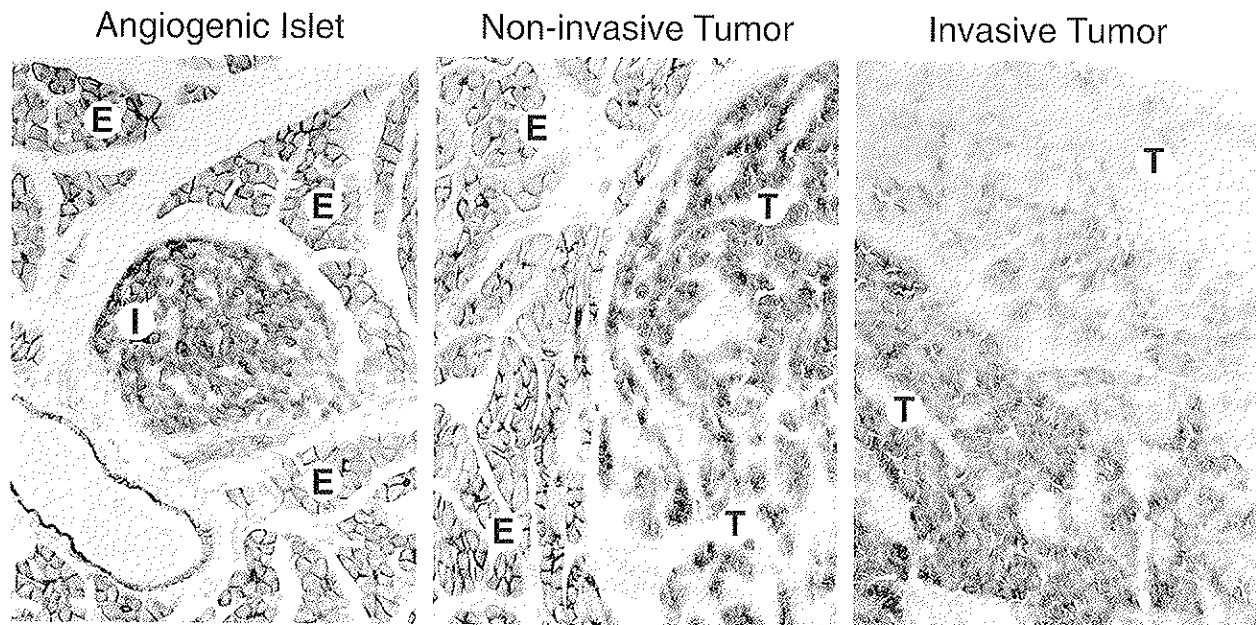 Angiogenic Islet
Non-invasive Tumor
Invasive Tumor
E
E
I
E
E
T
E
T
T
T